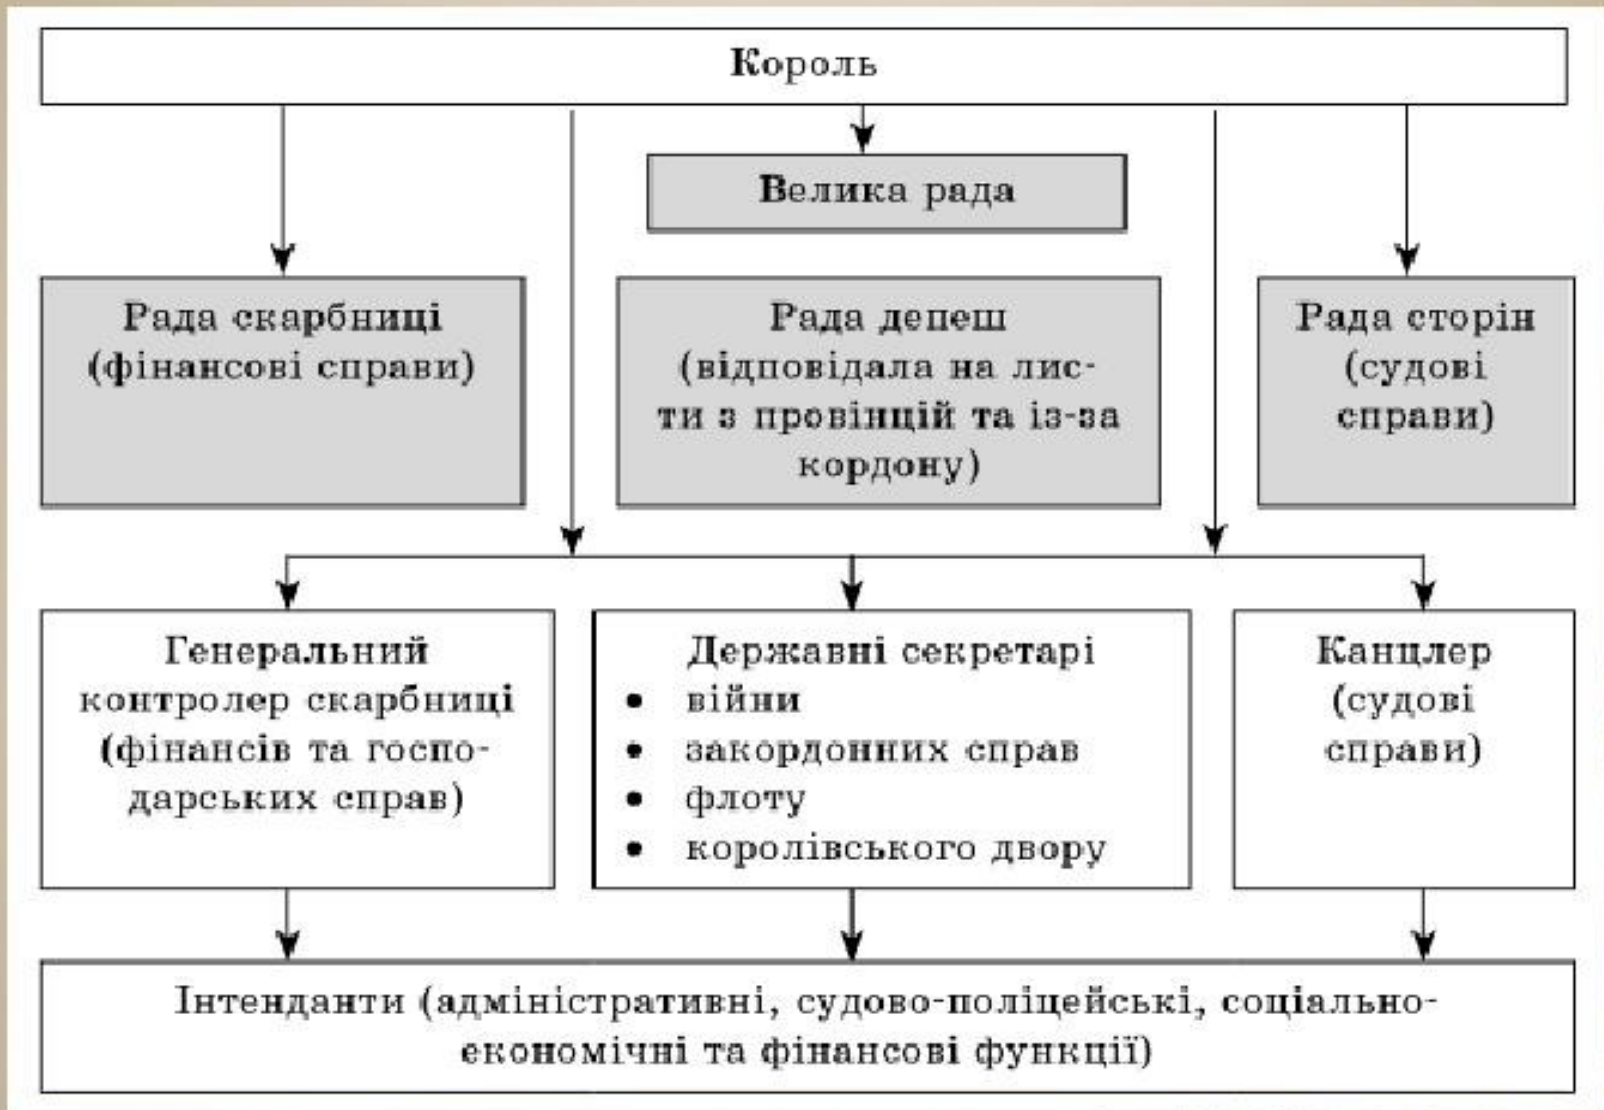 Король
Велика рада
Рада скарбниці
(фінансові справи)
Рада депеш
(відповідала на лис-
ти з провінцій та із-за
кордону)
Рада сторін
(судові
справи)
Генеральний
контролер скарбниці
(фінансів та госпо-
дарських справ)
Державні секретарі
• війни
• закордонних справ
• флоту
• королівського двору
Канцлер
(судові
справи)
Інтенданти (адміністративні, судово-поліцейські, соціально-
економічні та фінансові функції)